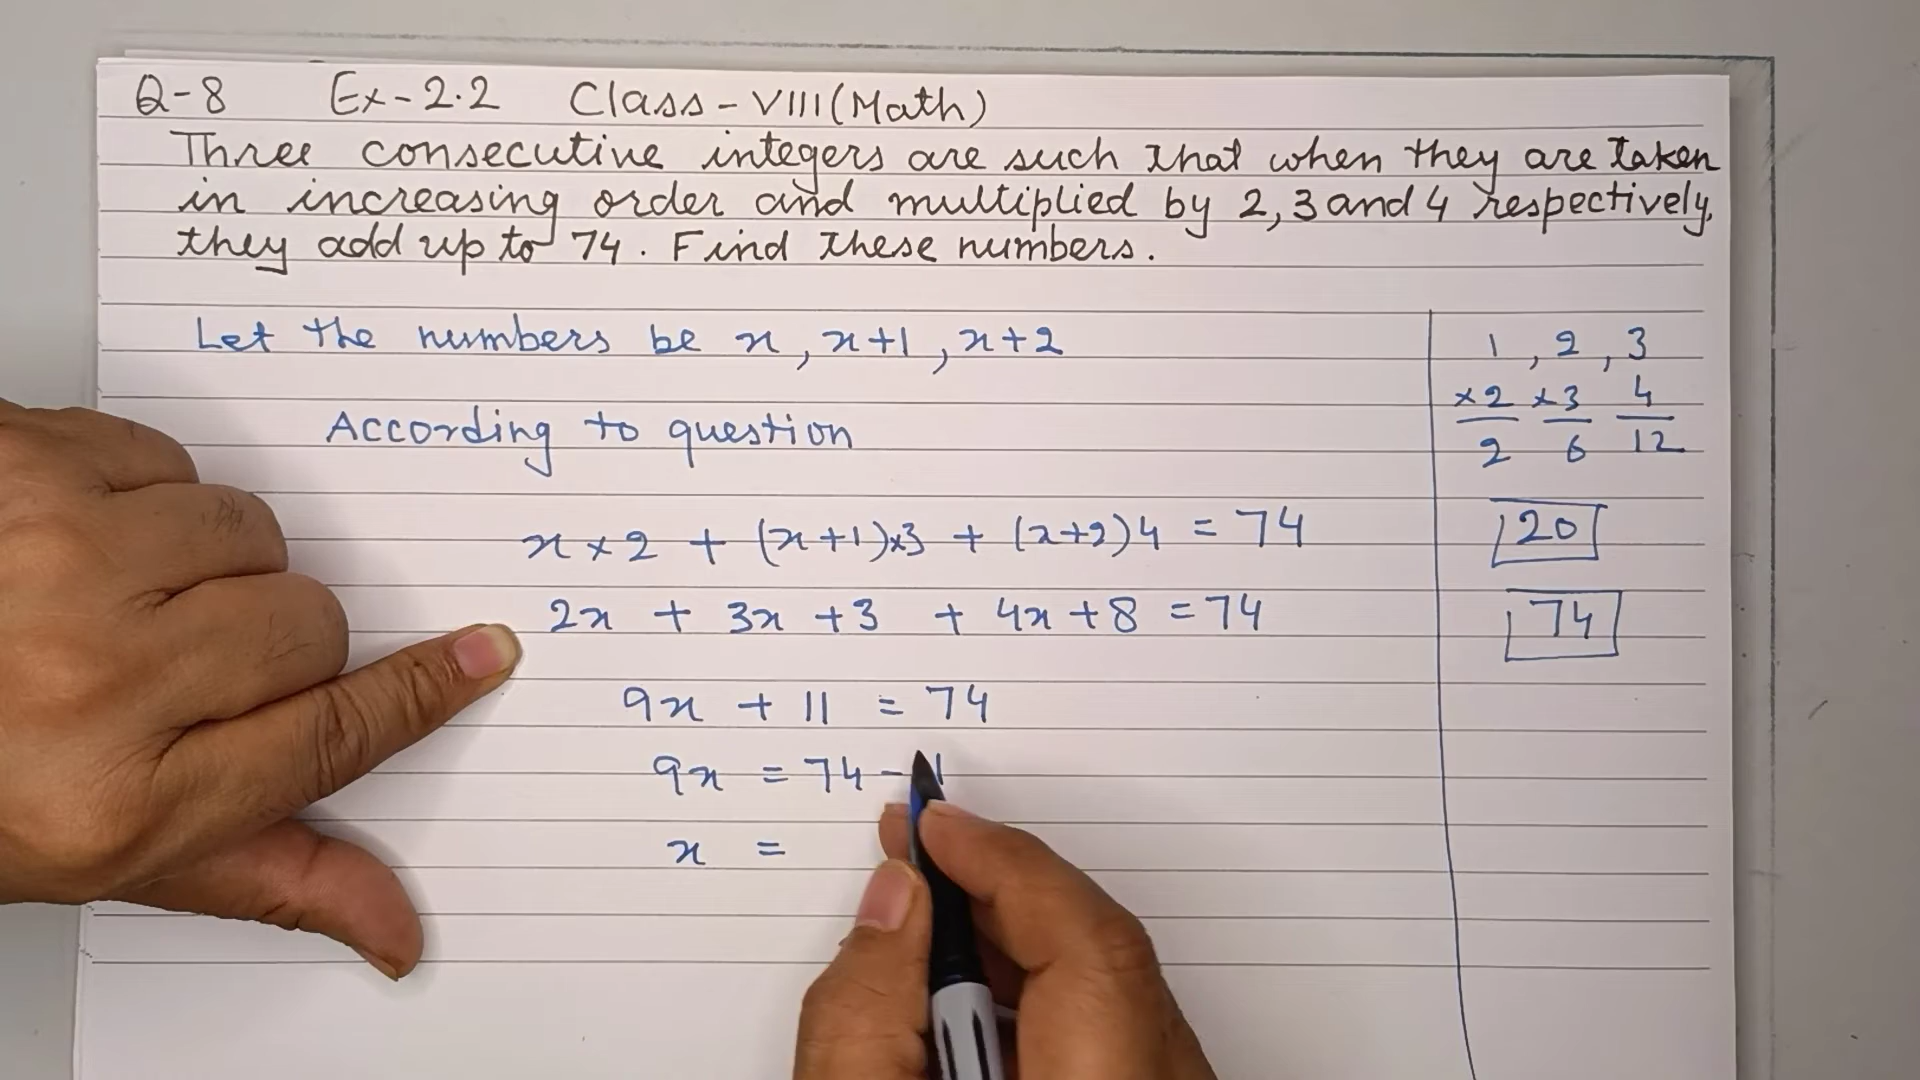 Q-8 Ex-2.2 Class-VIII (Math)
Three consecutive integers are such that when they are taken
in increasing order and multiplied by 2, 3 and 4 respectively,
they add up to 74. Find these numbers.
Let the numbers be x, x+1, x+2
According to question
x × 2 + (x+1)×3 + (x+2)4 = 74
2x + 3x + 3 + 4x + 8 = 74
9x + 11 = 74
9x = 74 -
x =
1, 2, 3
×2 ×3 4
2 6 12
20
74